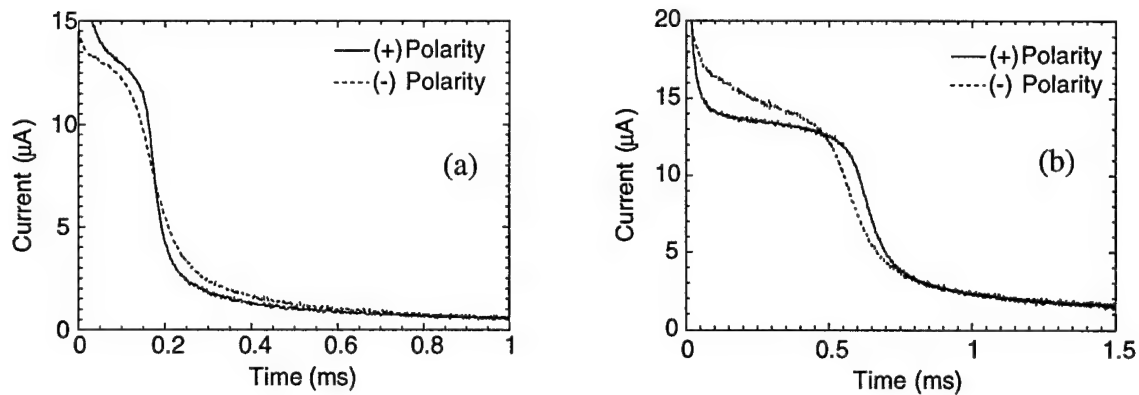 15
10
5
0
Current (μA)
(+) Polarity
(-) Polarity
(a)
0 0.2 0.4 0.6 0.8 1
Time (ms)
20
15
10
5
0
Current (μA)
(+) Polarity
(-) Polarity
(b)
0 0.5 1 1.5
Time (ms)